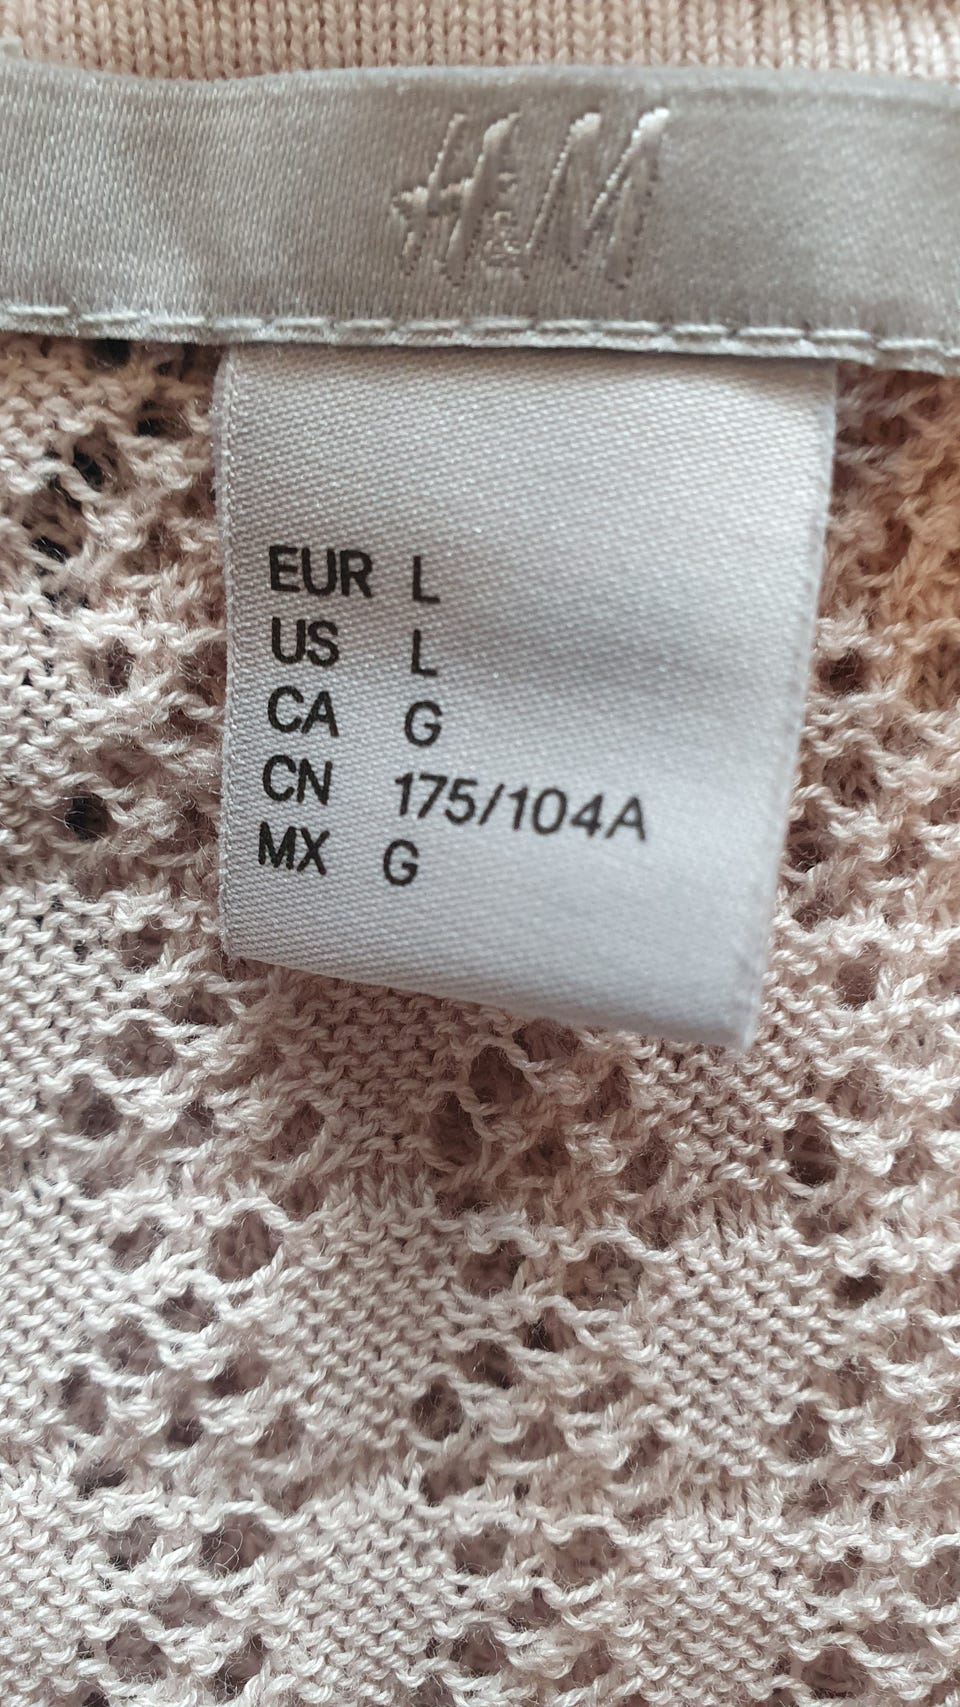 H&M
EUR L
US L
CA G
CN 175/104A
MX G